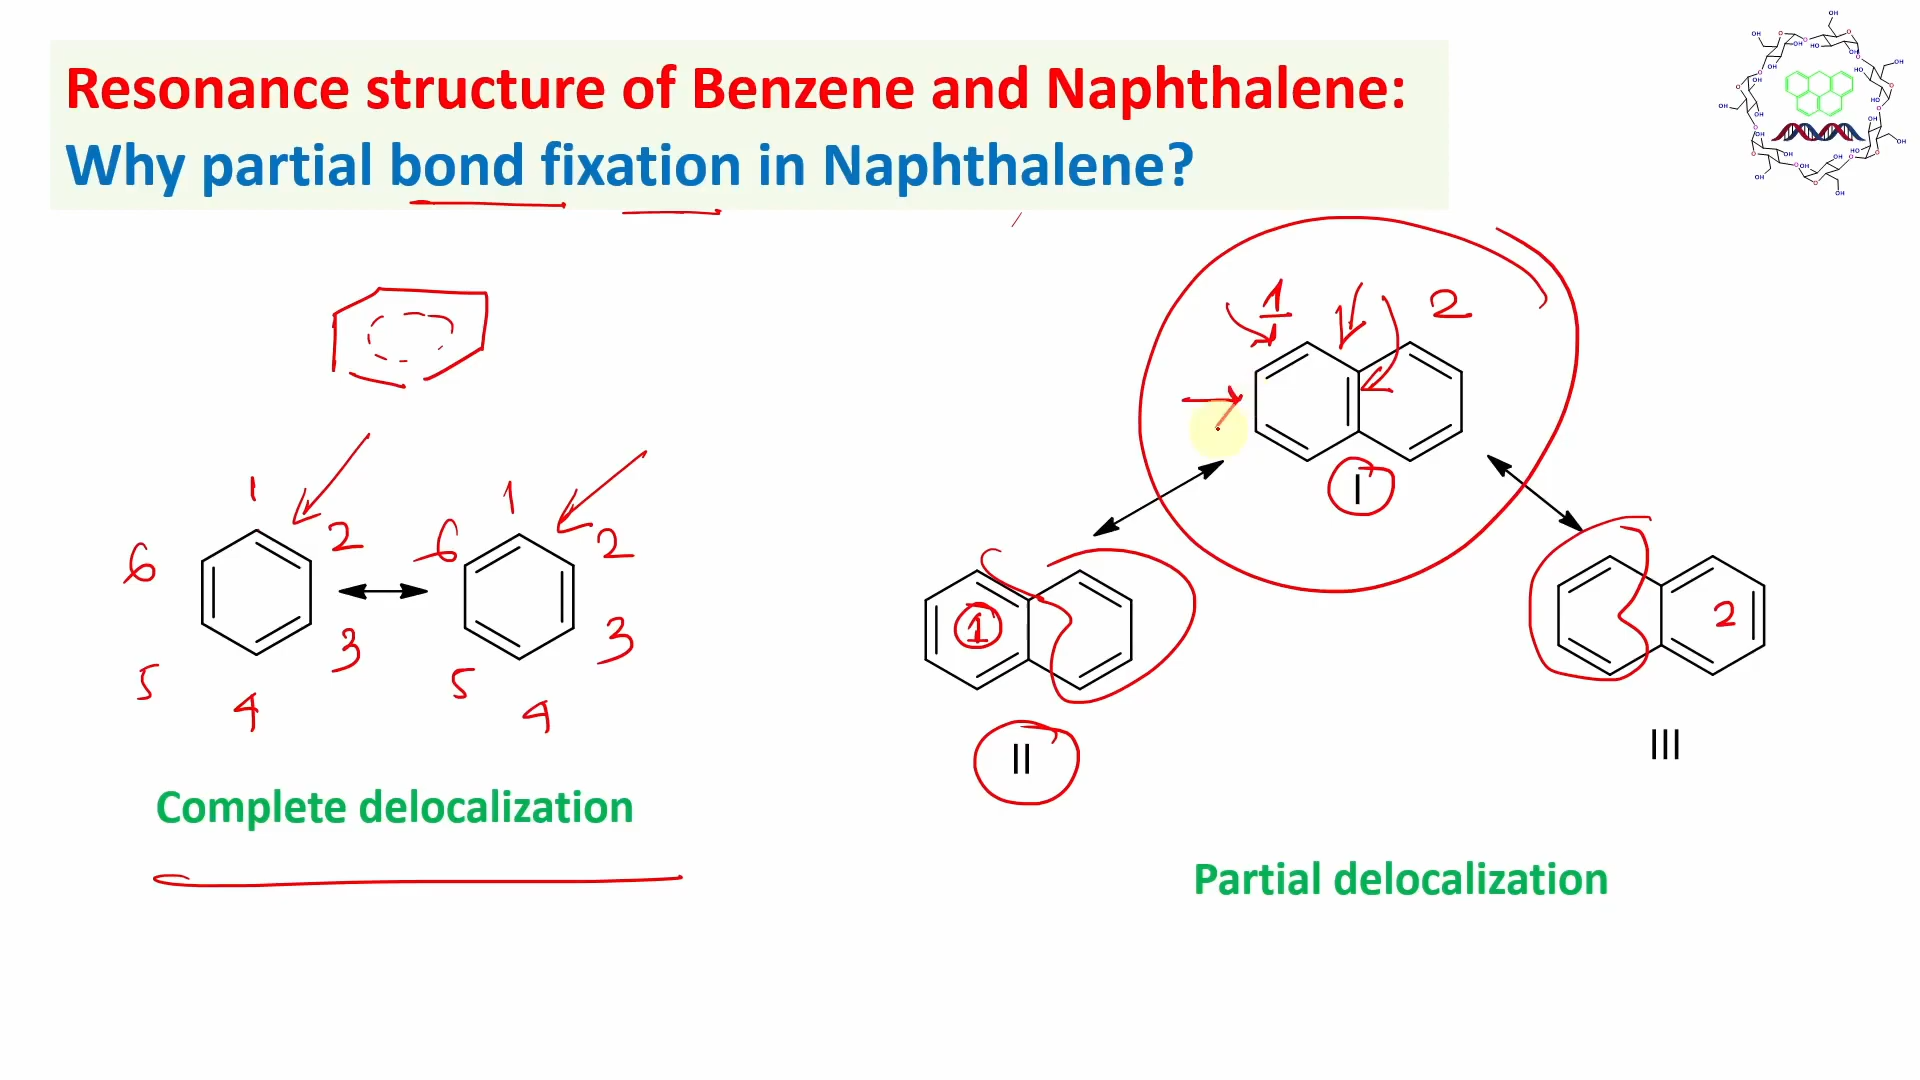 Resonance structure of Benzene and Naphthalene:
Why partial bond fixation in Naphthalene?
1 2
I
1
2
3
4
5
6
1
2
3
4
5
6
1
2
II
III
Complete delocalization
Partial delocalization